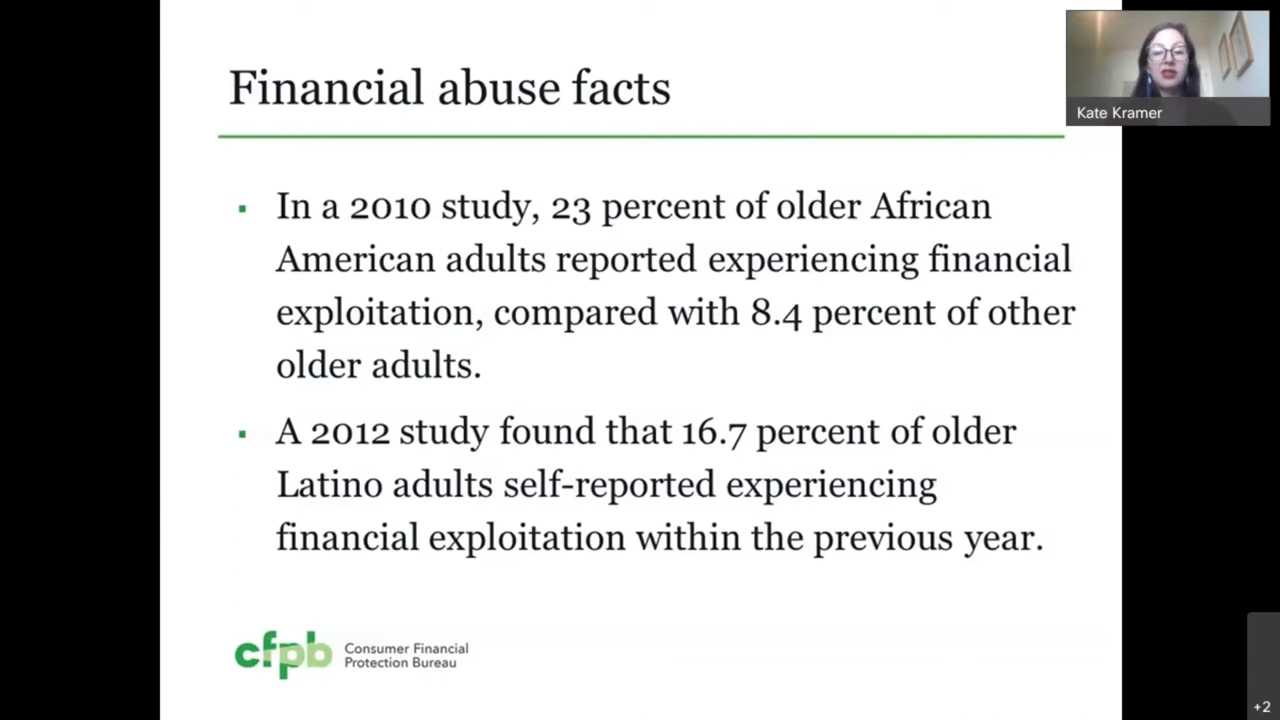 Financial abuse facts
Kate Kramer
▪ In a 2010 study, 23 percent of older African
American adults reported experiencing financial
exploitation, compared with 8.4 percent of other
older adults.
▪ A 2012 study found that 16.7 percent of older
Latino adults self-reported experiencing
financial exploitation within the previous year.
cfpb
Consumer Financial
Protection Bureau
+2